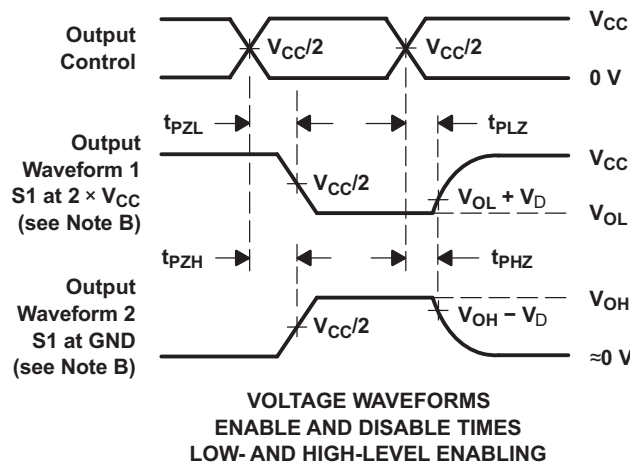 Output
Control
V_CC/2
V_CC/2
V_CC
0 V
t_PZL
t_PLZ
Output
Waveform 1
S1 at 2 × V_CC
(see Note B)
V_CC/2
V_CC
V_OL + V_D
V_OL
t_PZH
t_PHZ
Output
Waveform 2
S1 at GND
(see Note B)
V_CC/2
V_OH
V_OH − V_D
≈0 V
VOLTAGE WAVEFORMS
ENABLE AND DISABLE TIMES
LOW- AND HIGH-LEVEL ENABLING